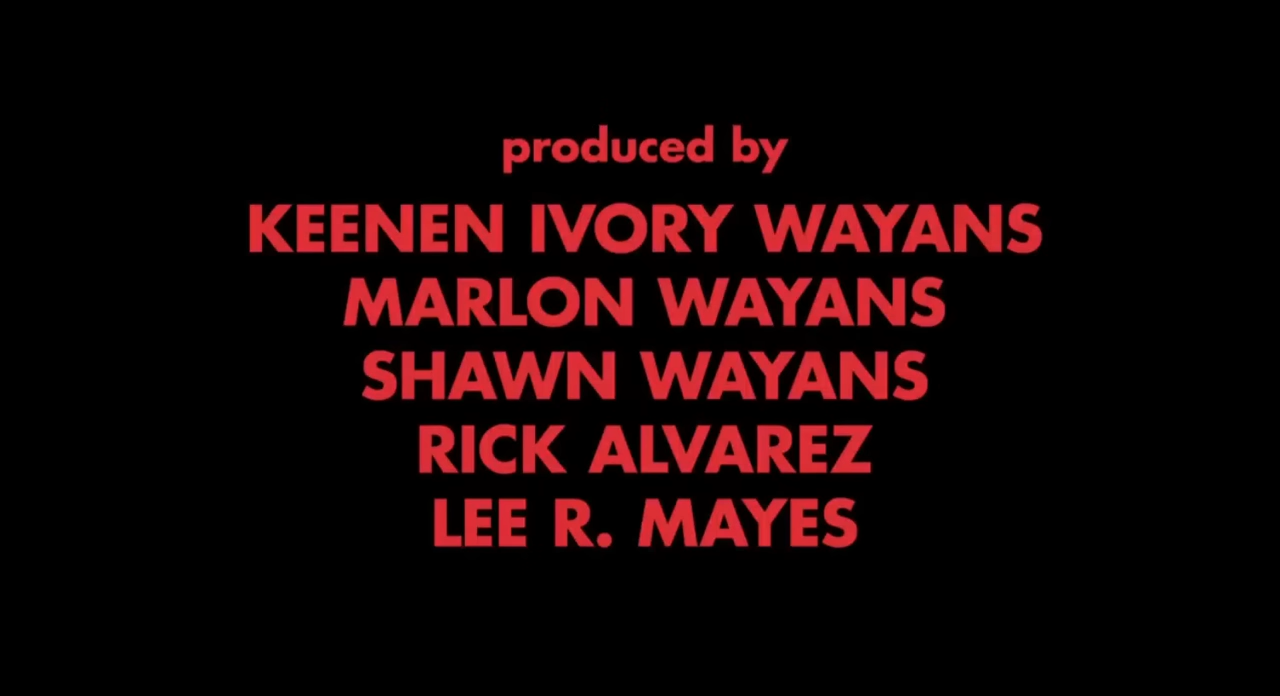 produced by
KEENEN IVORY WAYANS
MARLON WAYANS
SHAWN WAYANS
RICK ALVAREZ
LEE R. MAYES